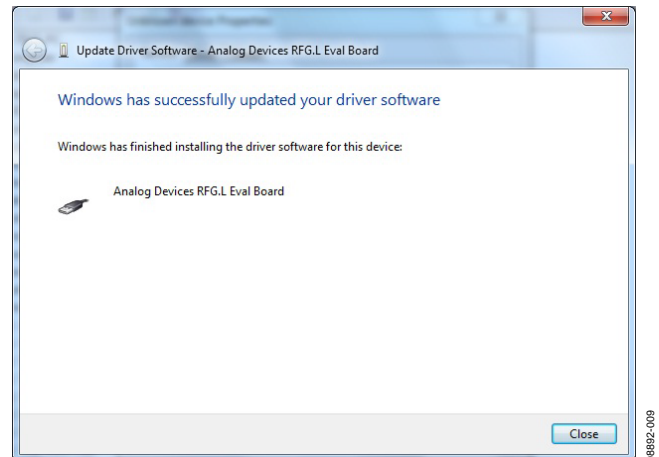 Update Driver Software - Analog Devices RFG.L Eval Board
Windows has successfully updated your driver software
Windows has finished installing the driver software for this device:
Analog Devices RFG.L Eval Board
Close
8892-009